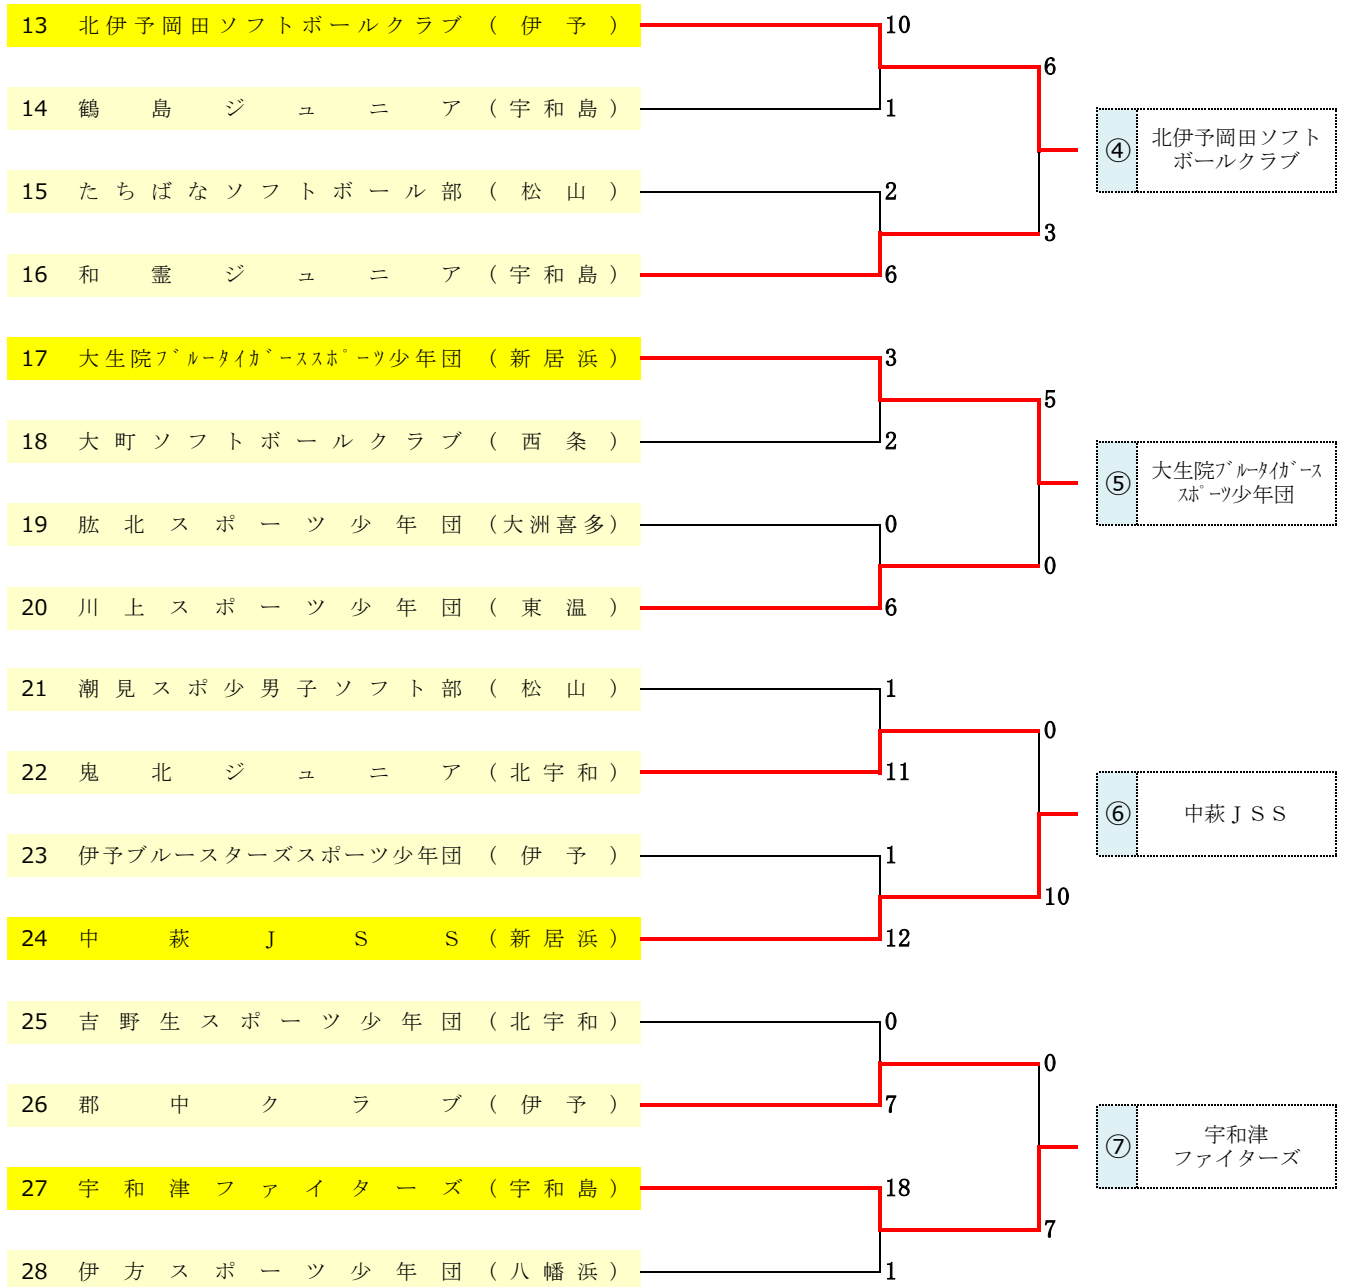 13 北伊予岡田ソフトボールクラブ (伊予) 10
6
14 鶴島ジュニア (宇和島) 1
④ 北伊予岡田ソフト
ボールクラブ
15 たちばなソフトボール部 (松山) 2
3
16 和霊ジュニア (宇和島) 6
17 大生院ブルータイガーススポーツ少年団 (新居浜) 3
5
18 大町ソフトボールクラブ (西条) 2
⑤ 大生院ブルータイガース
スポーツ少年団
19 肱北スポーツ少年団 (大洲喜多) 0
0
20 川上スポーツ少年団 (東温) 6
21 潮見スポ少男子ソフト部 (松山) 1
0
22 鬼北ジュニア (北宇和) 11
⑥ 中萩JSS
23 伊予ブルースターズスポーツ少年団 (伊予) 1
10
24 中萩JSS (新居浜) 12
25 吉野生スポーツ少年団 (北宇和) 0
0
26 郡中クラブ (伊予) 7
⑦ 宇和津
ファイターズ
27 宇和津ファイターズ (宇和島) 18
7
28 伊方スポーツ少年団 (八幡浜) 1